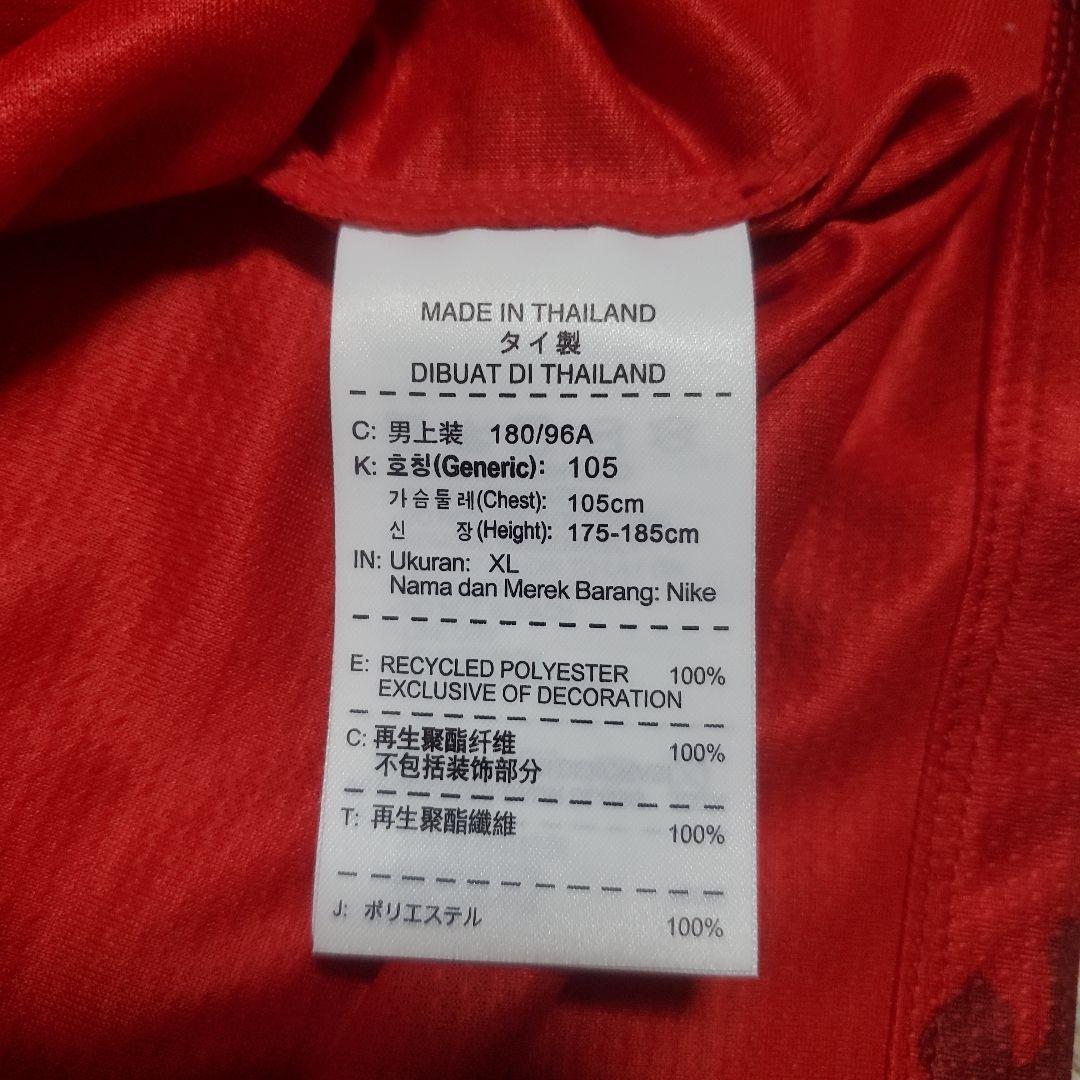 MADE IN THAILAND
タイ製
DIBUAT DI THAILAND
C: 男上装 180/96A
K: 호칭(Generic): 105
가슴둘레(Chest): 105cm
신 장(Height): 175-185cm
IN: Ukuran: XL
Nama dan Merek Barang: Nike
E: RECYCLED POLYESTER 100%
EXCLUSIVE OF DECORATION
C: 再生聚酯纤维 100%
不包括装饰部分
T: 再生聚酯纖維 100%
J: ポリエステル 100%